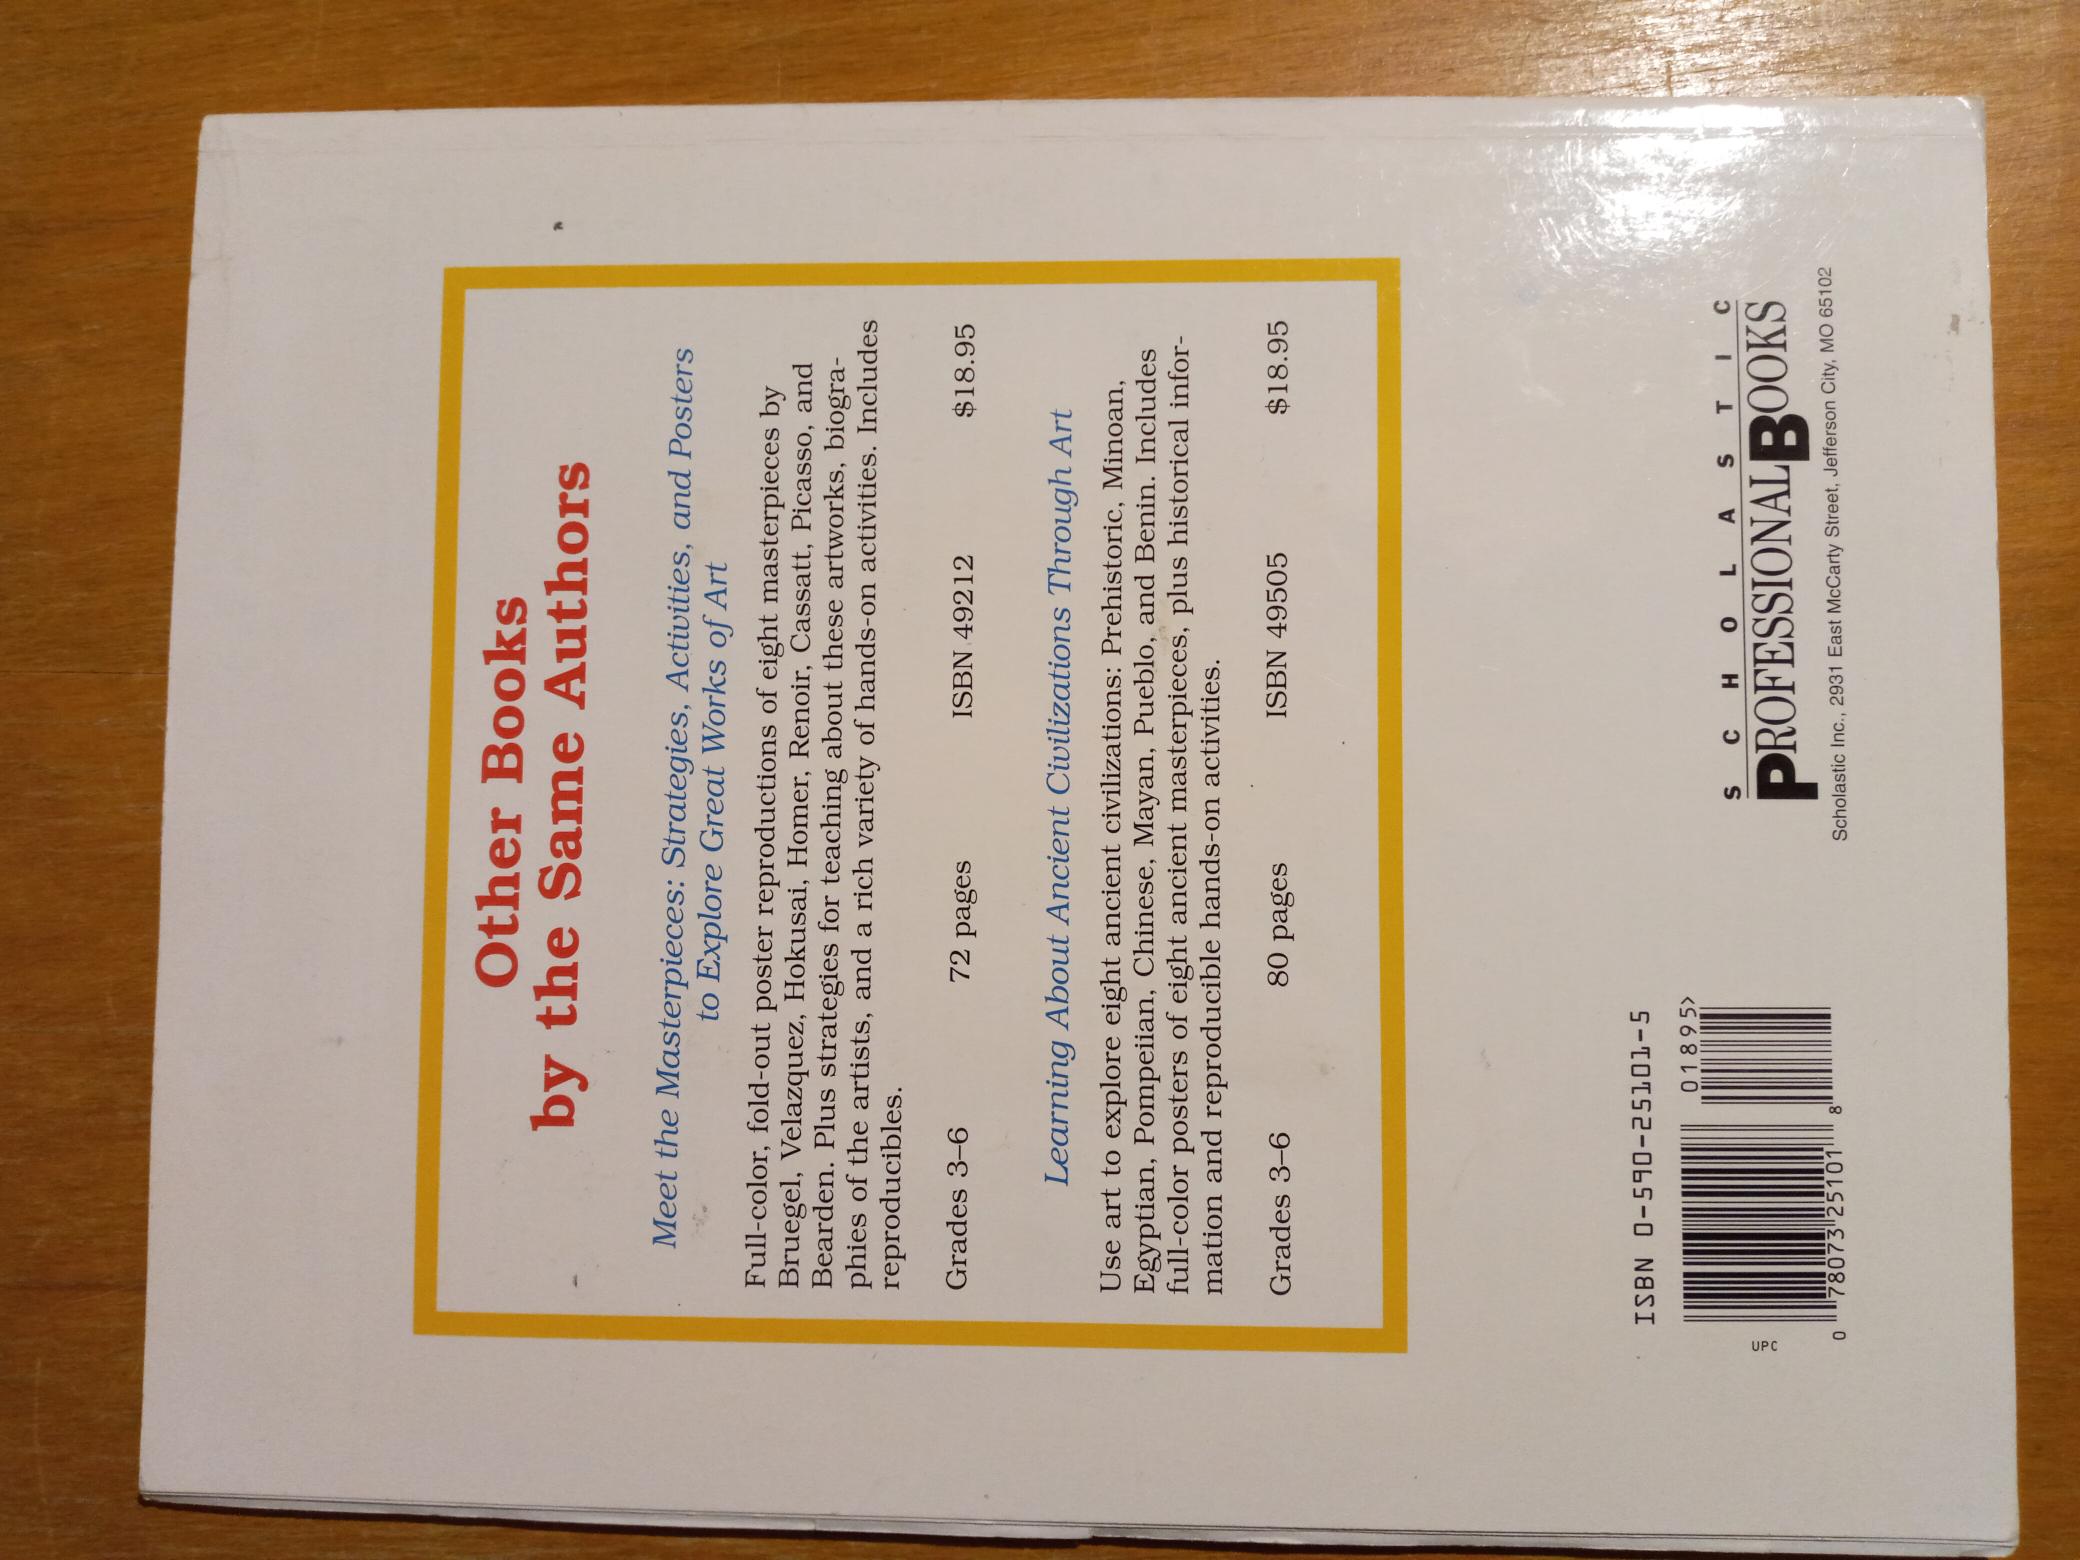 Other Books
by the Same Authors
Meet the Masterpieces: Strategies, Activities, and Posters
to Explore Great Works of Art
Full-color, fold-out poster reproductions of eight masterpieces by
Bruegel, Velazquez, Hokusai, Homer, Renoir, Cassatt, Picasso, and
Bearden. Plus strategies for teaching about these artworks, biogra-
phies of the artists, and a rich variety of hands-on activities. Includes
reproducibles.
Grades 3–6 72 pages ISBN 49212 $18.95
Learning About Ancient Civilizations Through Art
Use art to explore eight ancient civilizations: Prehistoric, Minoan,
Egyptian, Pompeiian, Chinese, Mayan, Pueblo, and Benin. Includes
full-color posters of eight ancient masterpieces, plus historical infor-
mation and reproducible hands-on activities.
Grades 3–6 80 pages ISBN 49505 $18.95
ISBN 0-590-25101-5
01895>
UPC
0 78073 25101 8
SCHOLASTIC
PROFESSIONAL BOOKS
Scholastic Inc., 2931 East McCarty Street, Jefferson City, MO 65102